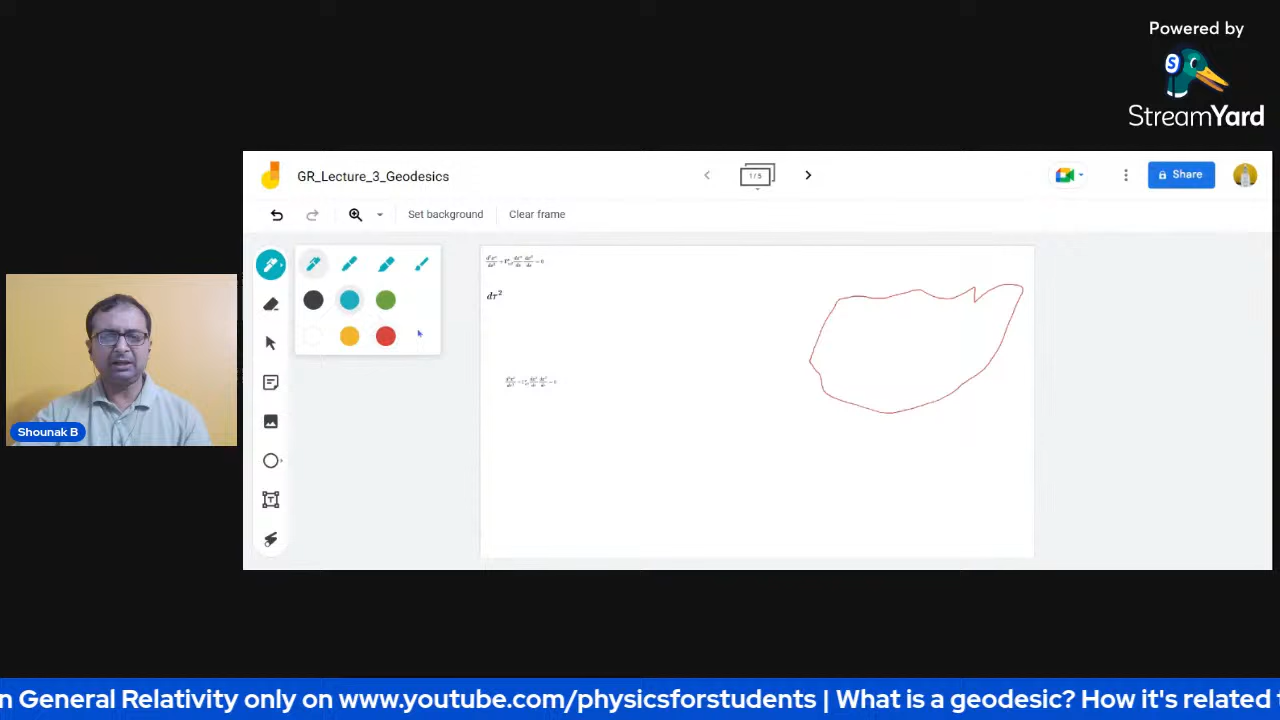 Powered by
StreamYard
GR_Lecture_3_Geodesics
1/5
Share
Set background
Clear frame
dτ²
Shounak B
n General Relativity only on www.youtube.com/physicsforstudents | What is a geodesic? How it's related